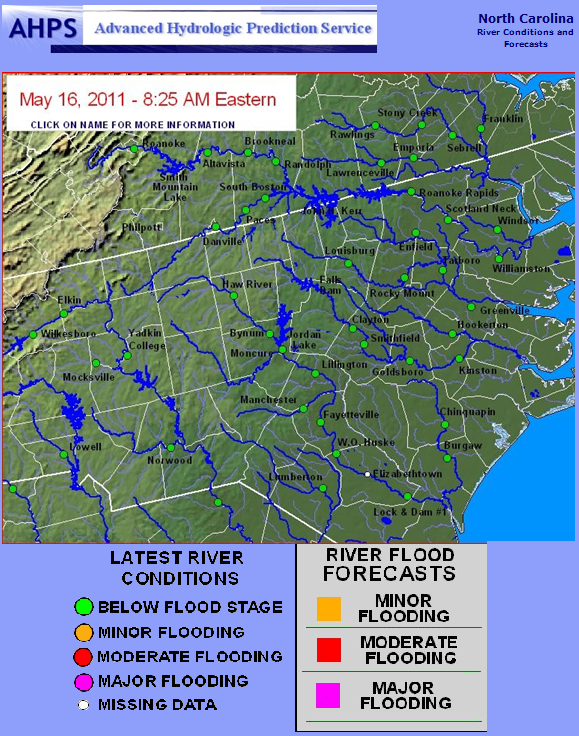 AHPS
Advanced Hydrologic Prediction Service
North Carolina
River Conditions and
Forecasts
May 16, 2011 - 8:25 AM Eastern
CLICK ON NAME FOR MORE INFORMATION
Stony Creek
Franklin
Rawlings
Sebrell
Roanoke
Brookneal
Emporia
Altavista
Randolph
Lawrenceville
Smith
Mountain
Lake
South Boston
Roanoke Rapids
John H. Kerr
Scotland Neck
Paces
Windsor
Philpott
Danville
Enfield
Louisburg
Tarboro
Williamston
Haw River
Falk
Dam
Rocky Mount
Elkin
Greenville
Clayton
Wilkesboro
Yadkin
College
Bynum
Jordan
Lake
Smithfield
Hookerton
Moncure
Goldsboro
Kinston
Mocksville
Lillington
Manchester
Fayetteville
Chinquapin
Lowell
W.O. Huske
Burgaw
Norwood
Lumberton
Elizabethtown
Lock & Dam #1
LATEST RIVER
CONDITIONS
BELOW FLOOD STAGE
MINOR FLOODING
MODERATE FLOODING
MAJOR FLOODING
MISSING DATA
RIVER FLOOD
FORECASTS
MINOR
FLOODING
MODERATE
FLOODING
MAJOR
FLOODING